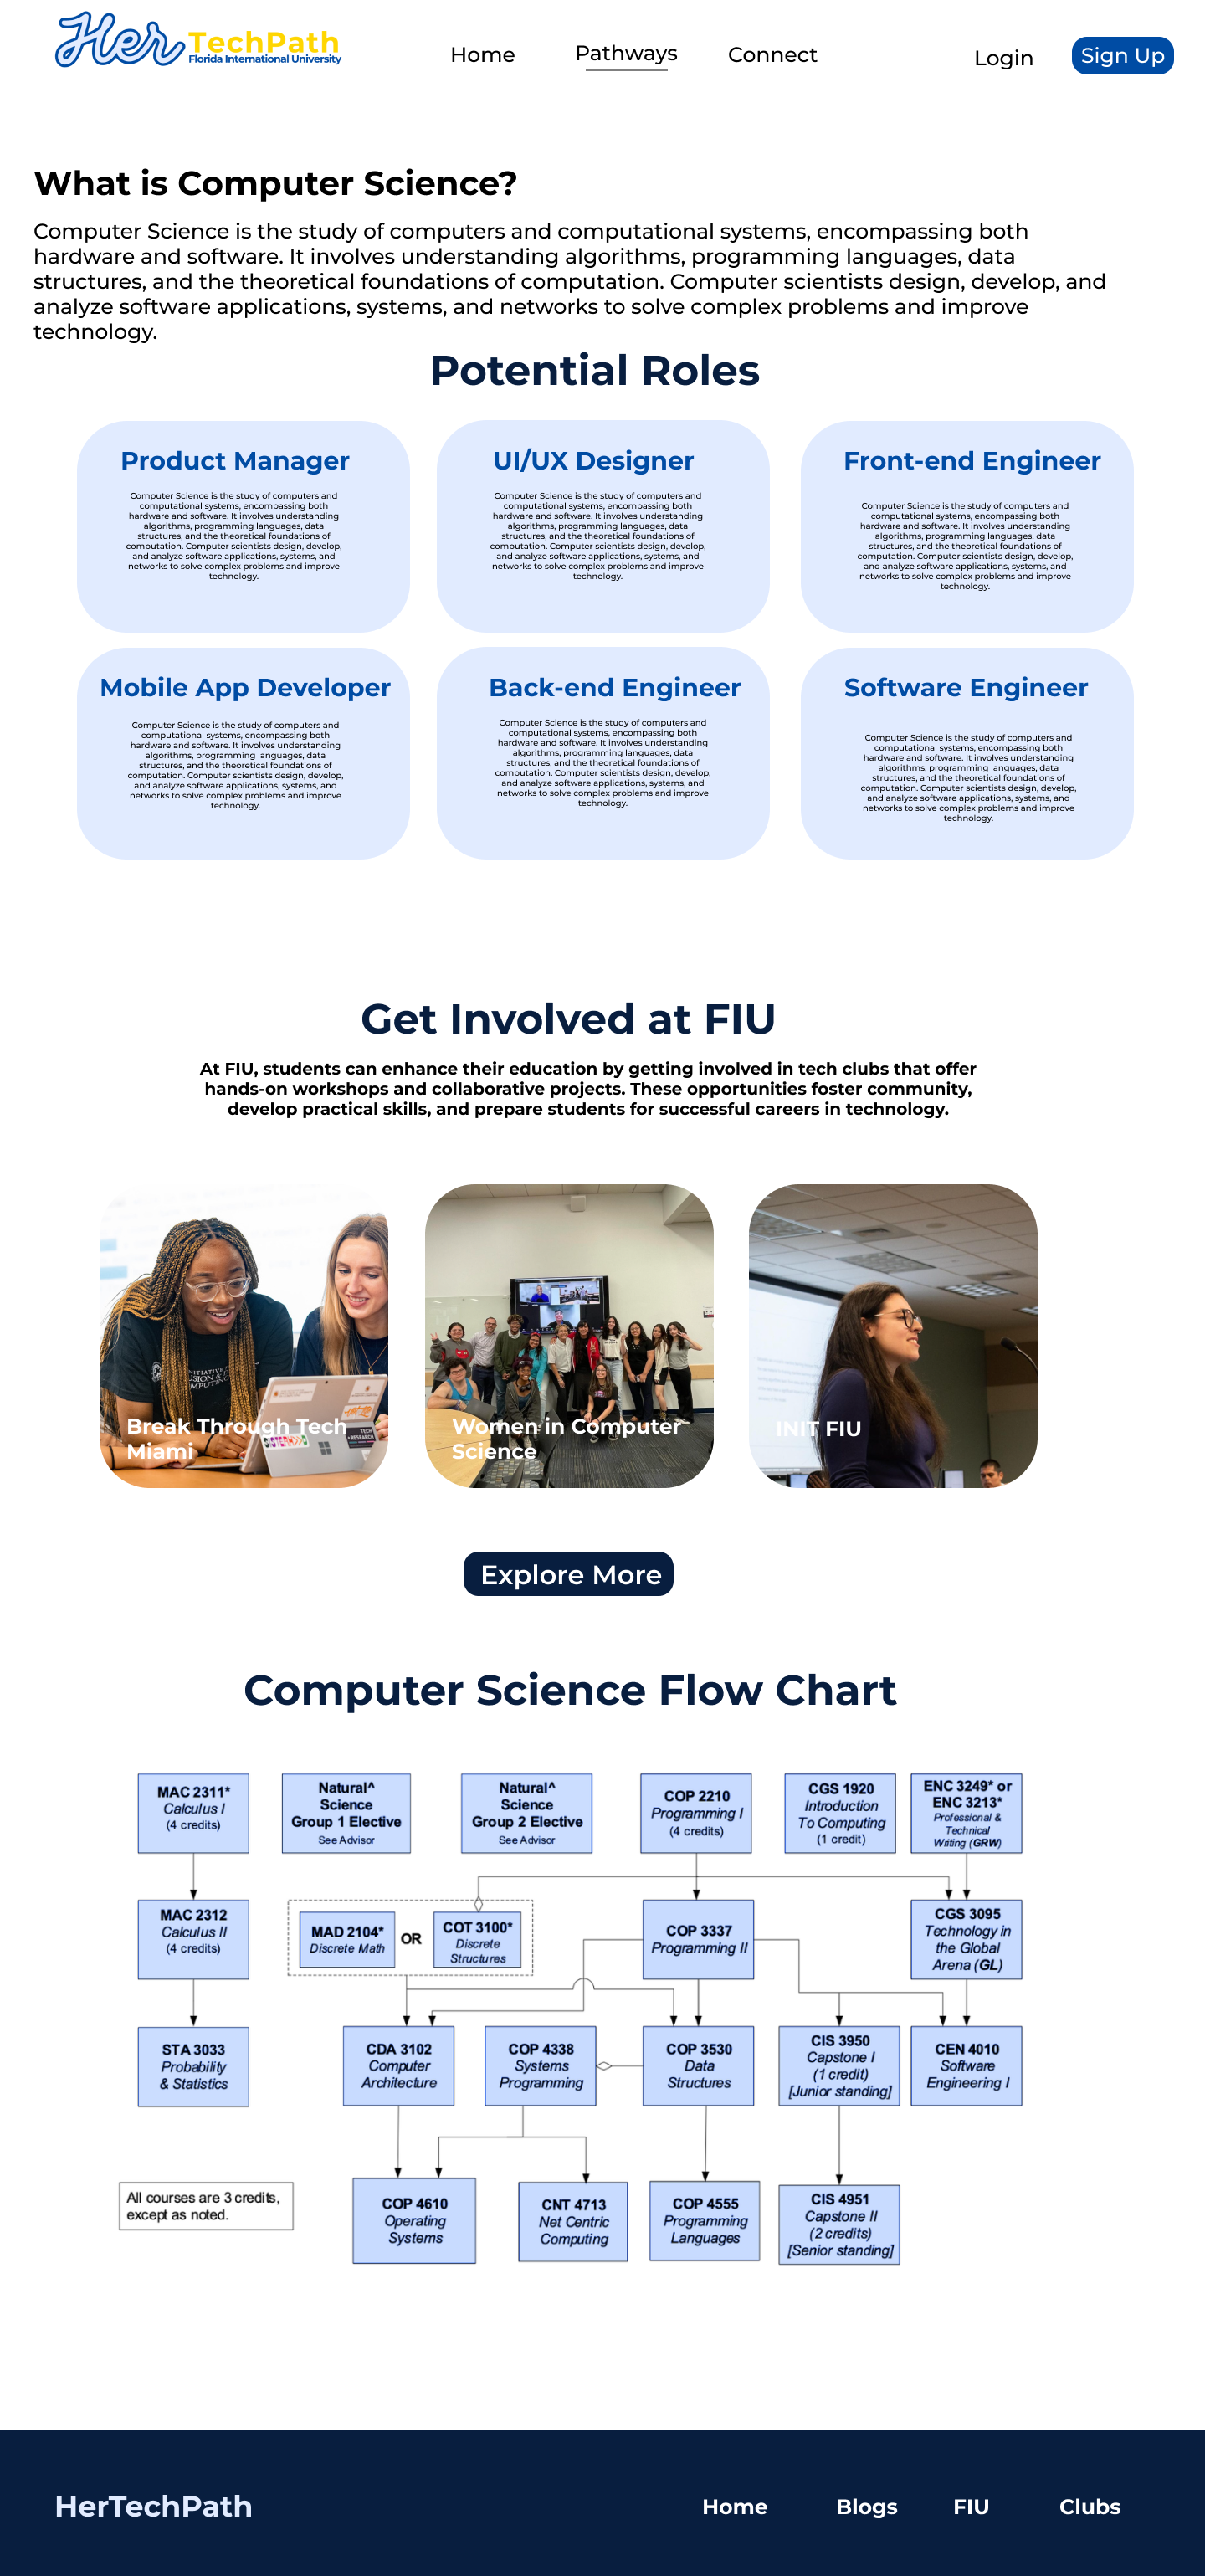 Her TechPath
Florida International University
Home
Pathways
Connect
Login
Sign Up
What is Computer Science?
Computer Science is the study of computers and computational systems, encompassing both
hardware and software. It involves understanding algorithms, programming languages, data
structures, and the theoretical foundations of computation. Computer scientists design, develop, and
analyze software applications, systems, and networks to solve complex problems and improve
technology.
Potential Roles
Product Manager
Computer Science is the study of computers and
computational systems, encompassing both
hardware and software. It involves understanding
algorithms, programming languages, data
structures, and the theoretical foundations of
computation. Computer scientists design, develop,
and analyze software applications, systems, and
networks to solve complex problems and improve
technology.
UI/UX Designer
Computer Science is the study of computers and
computational systems, encompassing both
hardware and software. It involves understanding
algorithms, programming languages, data
structures, and the theoretical foundations of
computation. Computer scientists design, develop,
and analyze software applications, systems, and
networks to solve complex problems and improve
technology.
Front-end Engineer
Computer Science is the study of computers and
computational systems, encompassing both
hardware and software. It involves understanding
algorithms, programming languages, data
structures, and the theoretical foundations of
computation. Computer scientists design, develop,
and analyze software applications, systems, and
networks to solve complex problems and improve
technology.
Mobile App Developer
Computer Science is the study of computers and
computational systems, encompassing both
hardware and software. It involves understanding
algorithms, programming languages, data
structures, and the theoretical foundations of
computation. Computer scientists design, develop,
and analyze software applications, systems, and
networks to solve complex problems and improve
technology.
Back-end Engineer
Computer Science is the study of computers and
computational systems, encompassing both
hardware and software. It involves understanding
algorithms, programming languages, data
structures, and the theoretical foundations of
computation. Computer scientists design, develop,
and analyze software applications, systems, and
networks to solve complex problems and improve
technology.
Software Engineer
Computer Science is the study of computers and
computational systems, encompassing both
hardware and software. It involves understanding
algorithms, programming languages, data
structures, and the theoretical foundations of
computation. Computer scientists design, develop,
and analyze software applications, systems, and
networks to solve complex problems and improve
technology.
Get Involved at FIU
At FIU, students can enhance their education by getting involved in tech clubs that offer
hands-on workshops and collaborative projects. These opportunities foster community,
develop practical skills, and prepare students for successful careers in technology.
Break Through Tech
Miami
TECH
RESEARCH
Women in Computer
Science
INIT FIU
Explore More
Computer Science Flow Chart
MAC 2311*
Calculus I
(4 credits)
Natural^
Science
Group 1 Elective
See Advisor
Natural^
Science
Group 2 Elective
See Advisor
COP 2210
Programming I
(4 credits)
CGS 1920
Introduction
To Computing
(1 credit)
ENC 3249* or
ENC 3213*
Professional &
Technical
Writing (GRW)
MAC 2312
Calculus II
(4 credits)
MAD 2104*
Discrete Math
OR
COT 3100*
Discrete
Structures
COP 3337
Programming II
CGS 3095
Technology in
the Global
Arena (GL)
STA 3033
Probability
& Statistics
CDA 3102
Computer
Architecture
COP 4338
Systems
Programming
COP 3530
Data
Structures
CIS 3950
Capstone I
(1 credit)
[Junior standing]
CEN 4010
Software
Engineering I
All courses are 3 credits,
except as noted.
COP 4610
Operating
Systems
CNT 4713
Net Centric
Computing
COP 4555
Programming
Languages
CIS 4951
Capstone II
(2 credits)
[Senior standing]
HerTechPath
Home
Blogs
FIU
Clubs